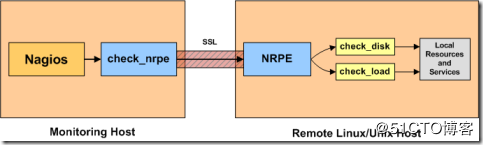 SSL
Nagios
check_nrpe
NRPE
check_disk
check_load
Local
Resources
and
Services
Monitoring Host
Remote Linux/Unix Host
@51CTO博客